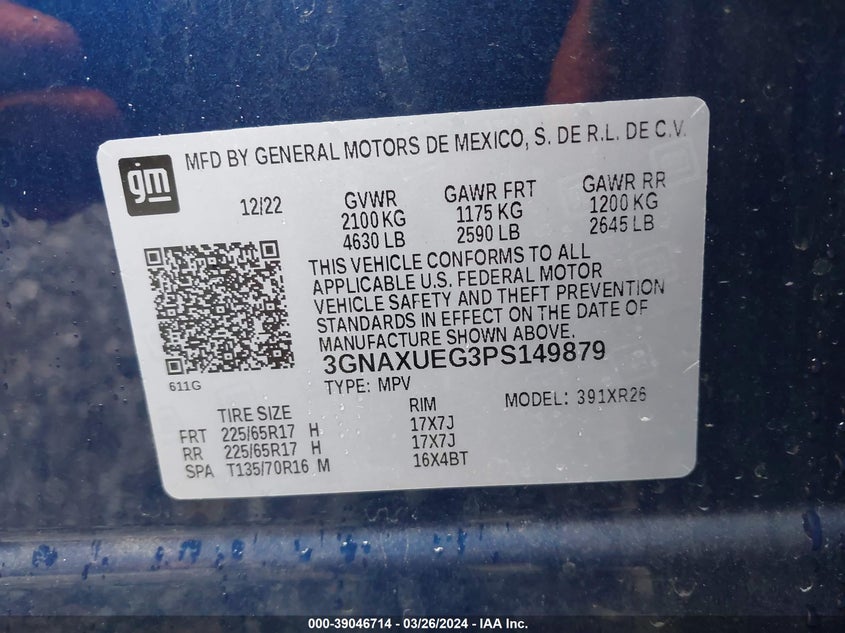 gm
MFD BY GENERAL MOTORS DE MEXICO, S. DE R.L. DE C.V.
12/22 GVWR GAWR FRT GAWR RR
2100 KG 1175 KG 1200 KG
4630 LB 2590 LB 2645 LB
THIS VEHICLE CONFORMS TO ALL
APPLICABLE U.S. FEDERAL MOTOR
VEHICLE SAFETY AND THEFT PREVENTION
STANDARDS IN EFFECT ON THE DATE OF
MANUFACTURE SHOWN ABOVE.
3GNAXUEG3PS149879
611G
TYPE: MPV MODEL: 391XR26
TIRE SIZE RIM
FRT 225/65R17 H 17X7J
RR 225/65R17 H 17X7J
SPA T135/70R16 M 16X4BT
000-39046714 - 03/26/2024 - IAA Inc.